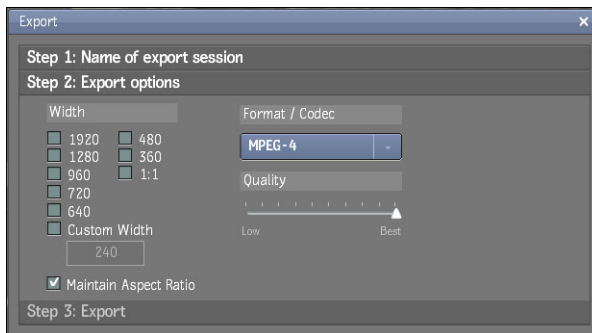 Export
Step 1: Name of export session
Step 2: Export options
Width
1920
480
1280
360
960
1:1
720
640
Custom Width
240
Maintain Aspect Ratio
Format / Codec
MPEG-4
Quality
Low
Best
Step 3: Export